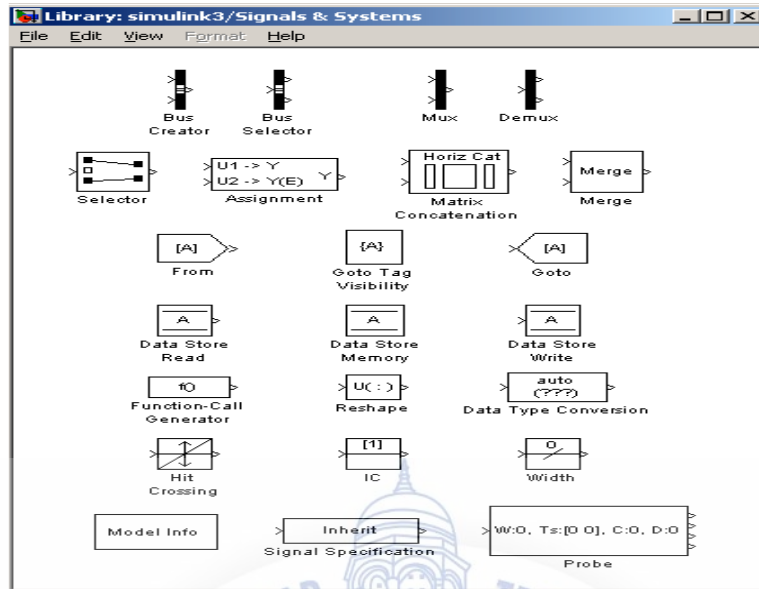 Library: simulink3/Signals & Systems
File Edit View Format Help
Bus Creator
Bus Selector
Mux
Demux
Selector
U1 -> Y
U2 -> Y(E)
Y
Assignment
Horiz Cat
Matrix Concatenation
Merge
Merge
[A]
From
{A}
Goto Tag Visibility
[A]
Goto
A
Data Store Read
A
Data Store Memory
A
Data Store Write
f()
Function-Call Generator
U( : )
Reshape
auto
(???)
Data Type Conversion
Hit Crossing
[1]
IC
0
Width
Model Info
Inherit
Signal Specification
W:0, Ts:[0 0], C:0, D:0
Probe